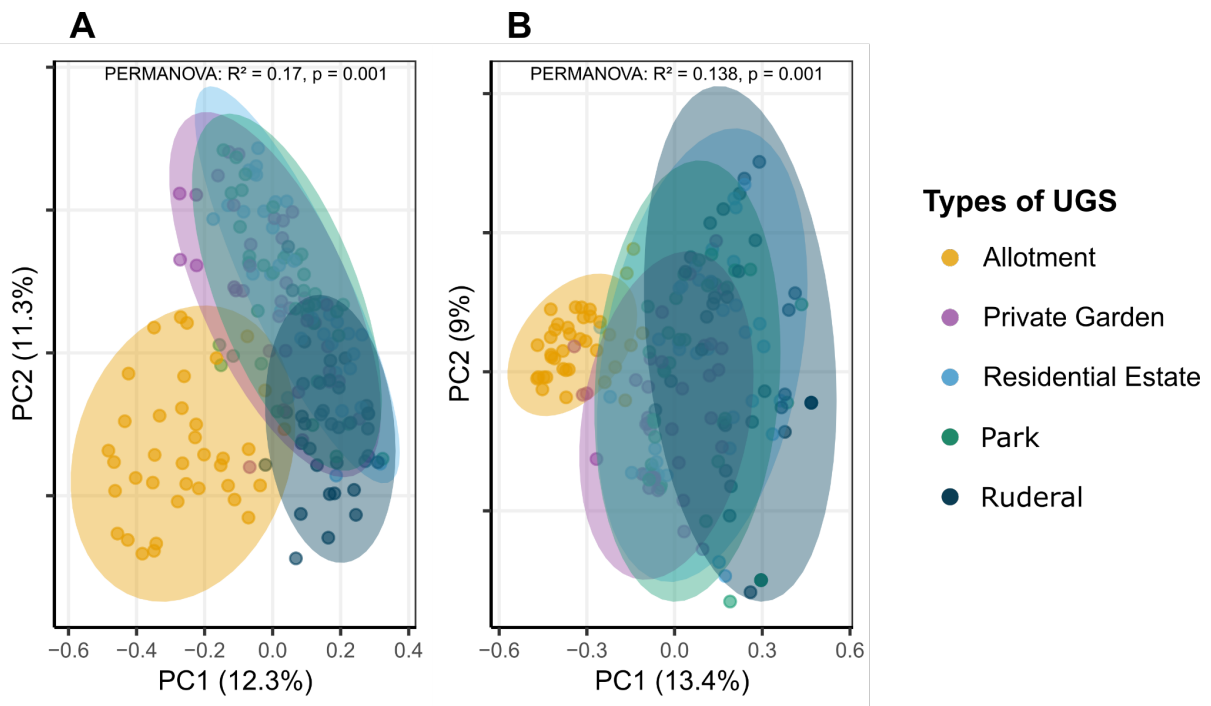 A
B
PERMANOVA: R² = 0.17, p = 0.001
PERMANOVA: R² = 0.138, p = 0.001
PC2 (11.3%)
PC2 (9%)
−0.6 −0.4 −0.2 0.0 0.2 0.4
−0.6 −0.3 0.0 0.3 0.6
PC1 (12.3%)
PC1 (13.4%)
Types of UGS
Allotment
Private Garden
Residential Estate
Park
Ruderal